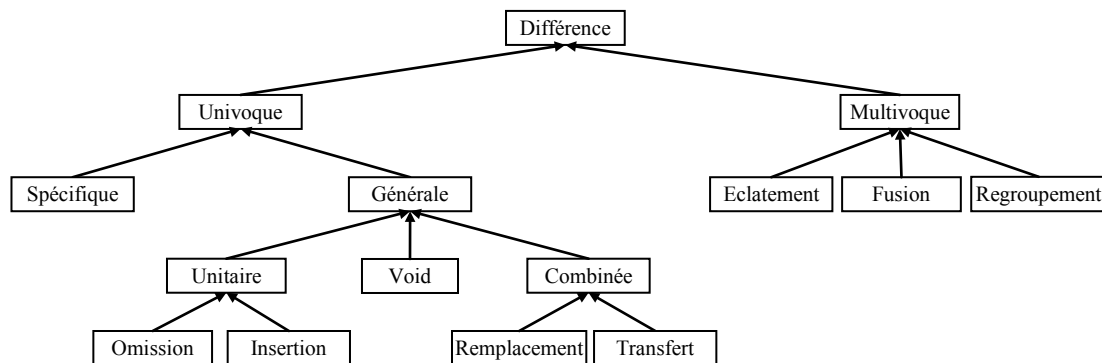 Différence
Univoque
Multivoque
Spécifique
Générale
Eclatement
Fusion
Regroupement
Unitaire
Void
Combinée
Omission
Insertion
Remplacement
Transfert